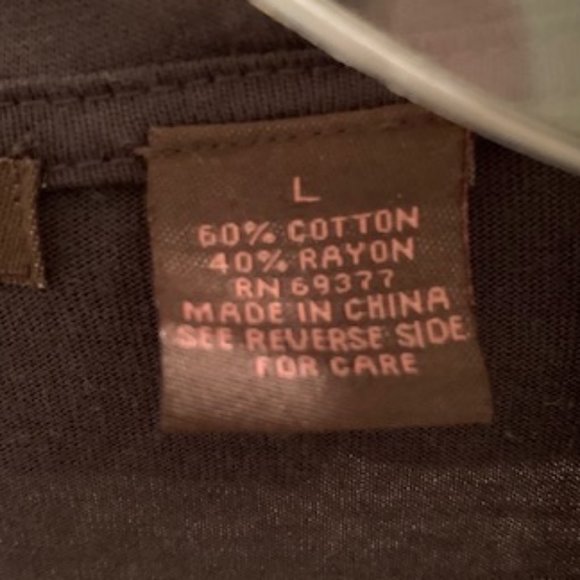 L
60% COTTON
40% RAYON
RN 69377
MADE IN CHINA
SEE REVERSE SIDE
FOR CARE